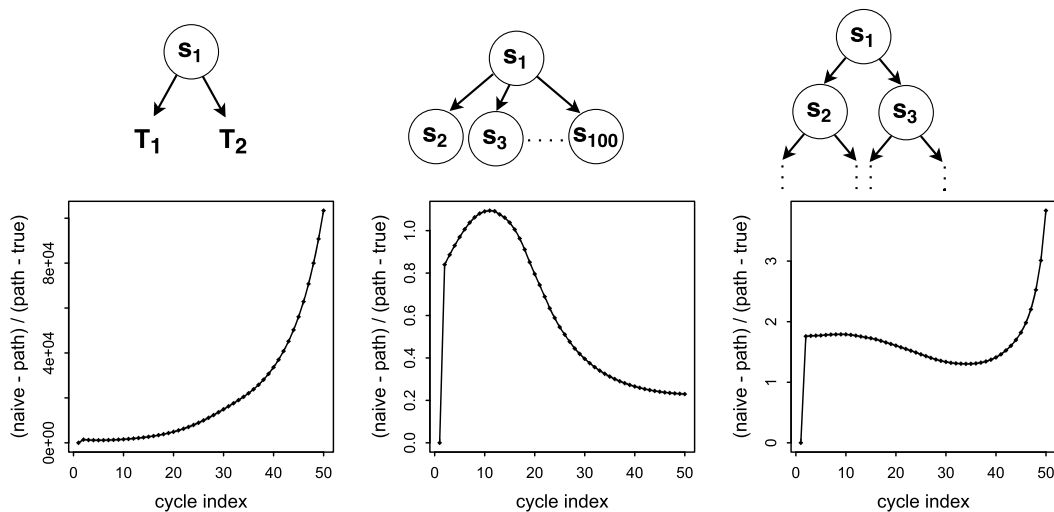 s1
T1 T2
s1
s2 s3 s100
s1
s2 s3
(naive - path) / (path - true)
0e+00 4e+04 8e+04
0 10 20 30 40 50
cycle index
(naive - path) / (path - true)
0.0 0.2 0.4 0.6 0.8 1.0
0 10 20 30 40 50
cycle index
(naive - path) / (path - true)
0 1 2 3
0 10 20 30 40 50
cycle index